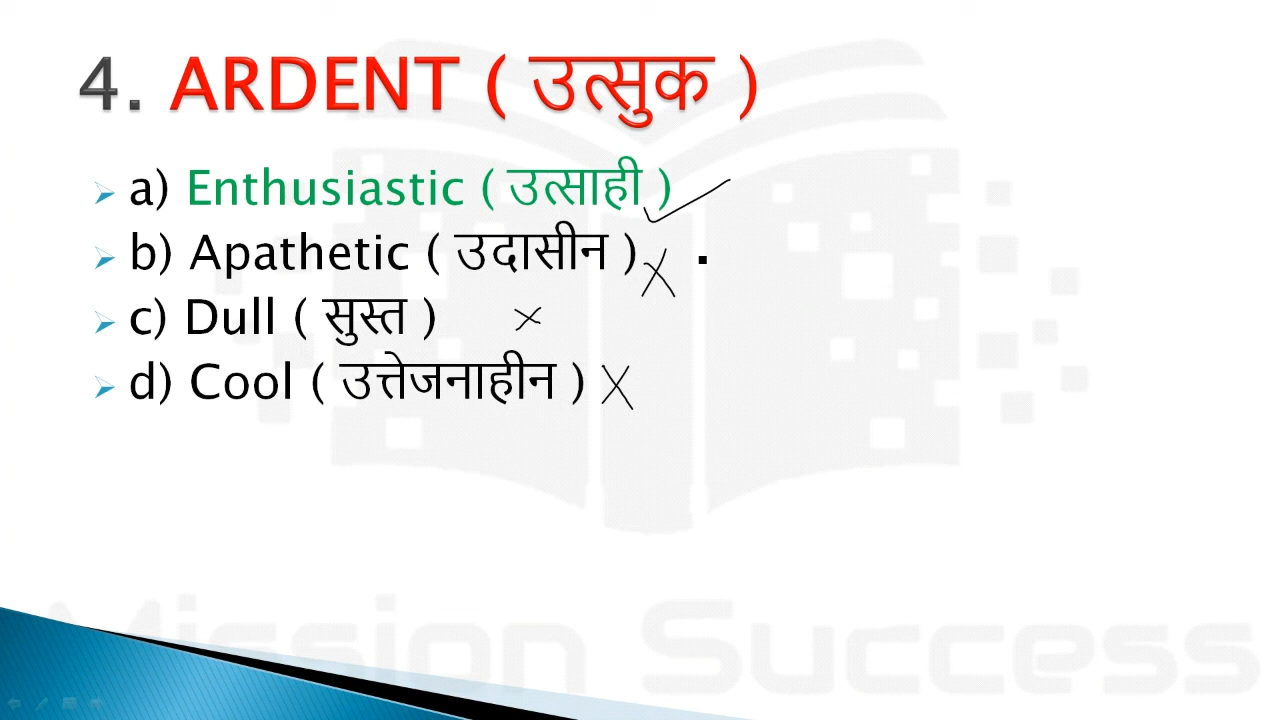 4. ARDENT ( उत्सुक )
a) Enthusiastic ( उत्साही )
b) Apathetic ( उदासीन )
c) Dull ( सुस्त )
d) Cool ( उत्तेजनाहीन )
Mission Success